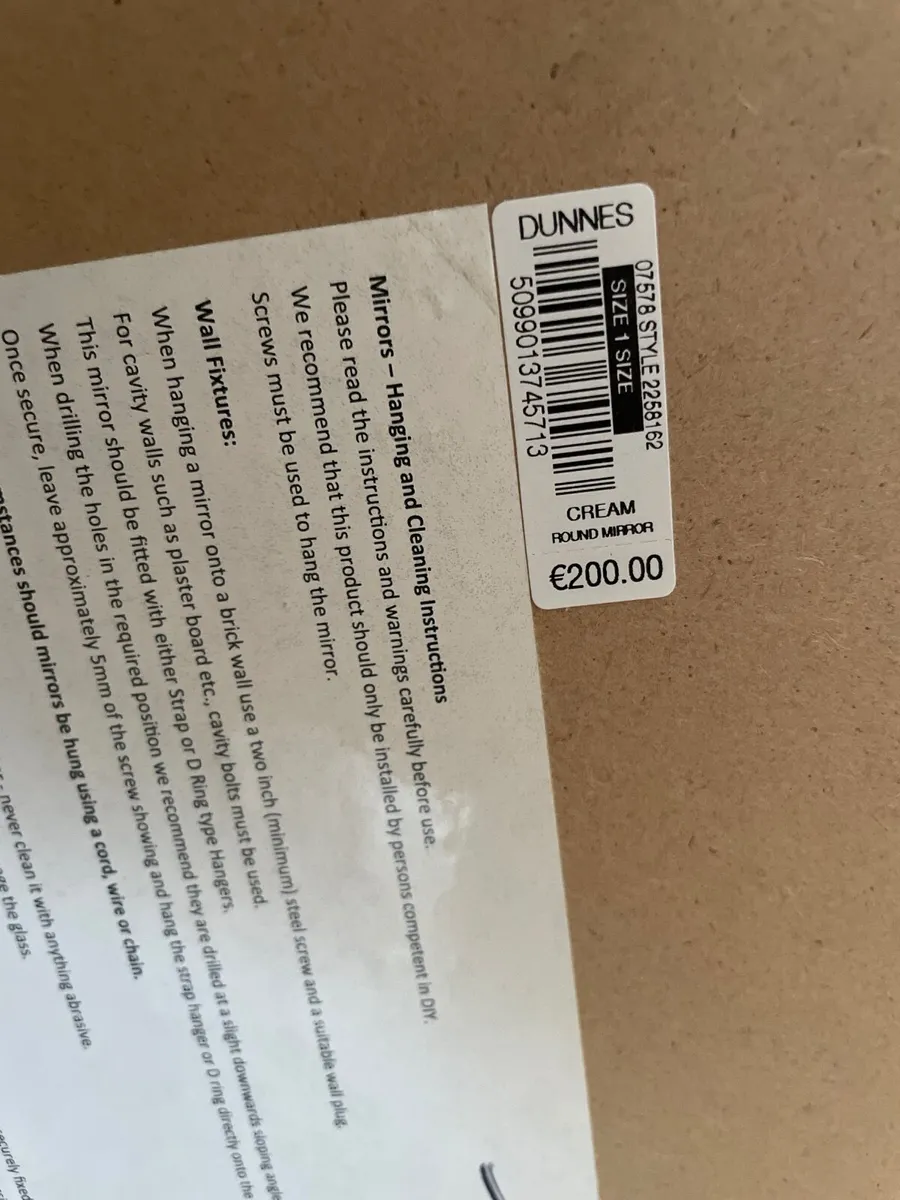 DUNNES
07578 STYLE 2258162
SIZE 1 SIZE
5099013745713
CREAM
ROUND MIRROR
€200.00
Mirrors – Hanging and Cleaning Instructions
Please read the instructions and warnings carefully before use.
We recommend that this product should only be installed by persons competent in DIY.
Screws must be used to hang the mirror.
Wall Fixtures:
When hanging a mirror onto a brick wall use a two inch (minimum) steel screw and a suitable wall plug.
For cavity walls such as plaster board etc., cavity bolts must be used.
This mirror should be fitted with either Strap or D Ring type Hangers.
When drilling the holes in the required position we recommend they are drilled at a slight downwards sloping angle
Once secure, leave approximately 5mm of the screw showing and hang the strap hanger or D ring directly onto the
should mirrors be hung using a cord, wire or chain.
never clean it with anything abrasive.
the glass.
fixed